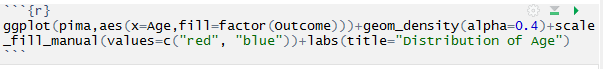 ```{r}
ggplot(pima,aes(x=Age,fill=factor(Outcome)))+geom_density(alpha=0.4)+scale
_fill_manual(values=c("red", "blue"))+labs(title="Distribution of Age")
```